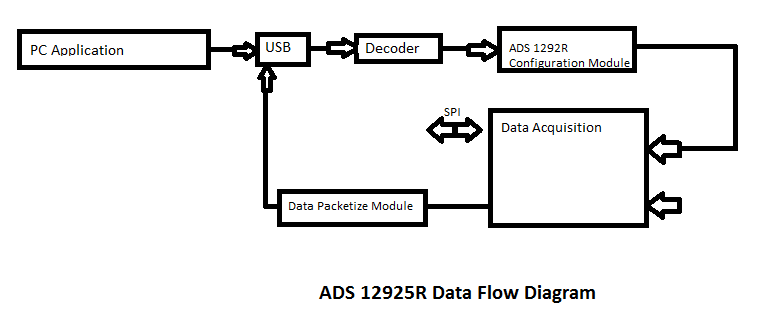 PC Application
USB
Decoder
ADS 1292R
Configuration Module
SPI
Data Acquisition
Data Packetize Module
ADS 12925R Data Flow Diagram